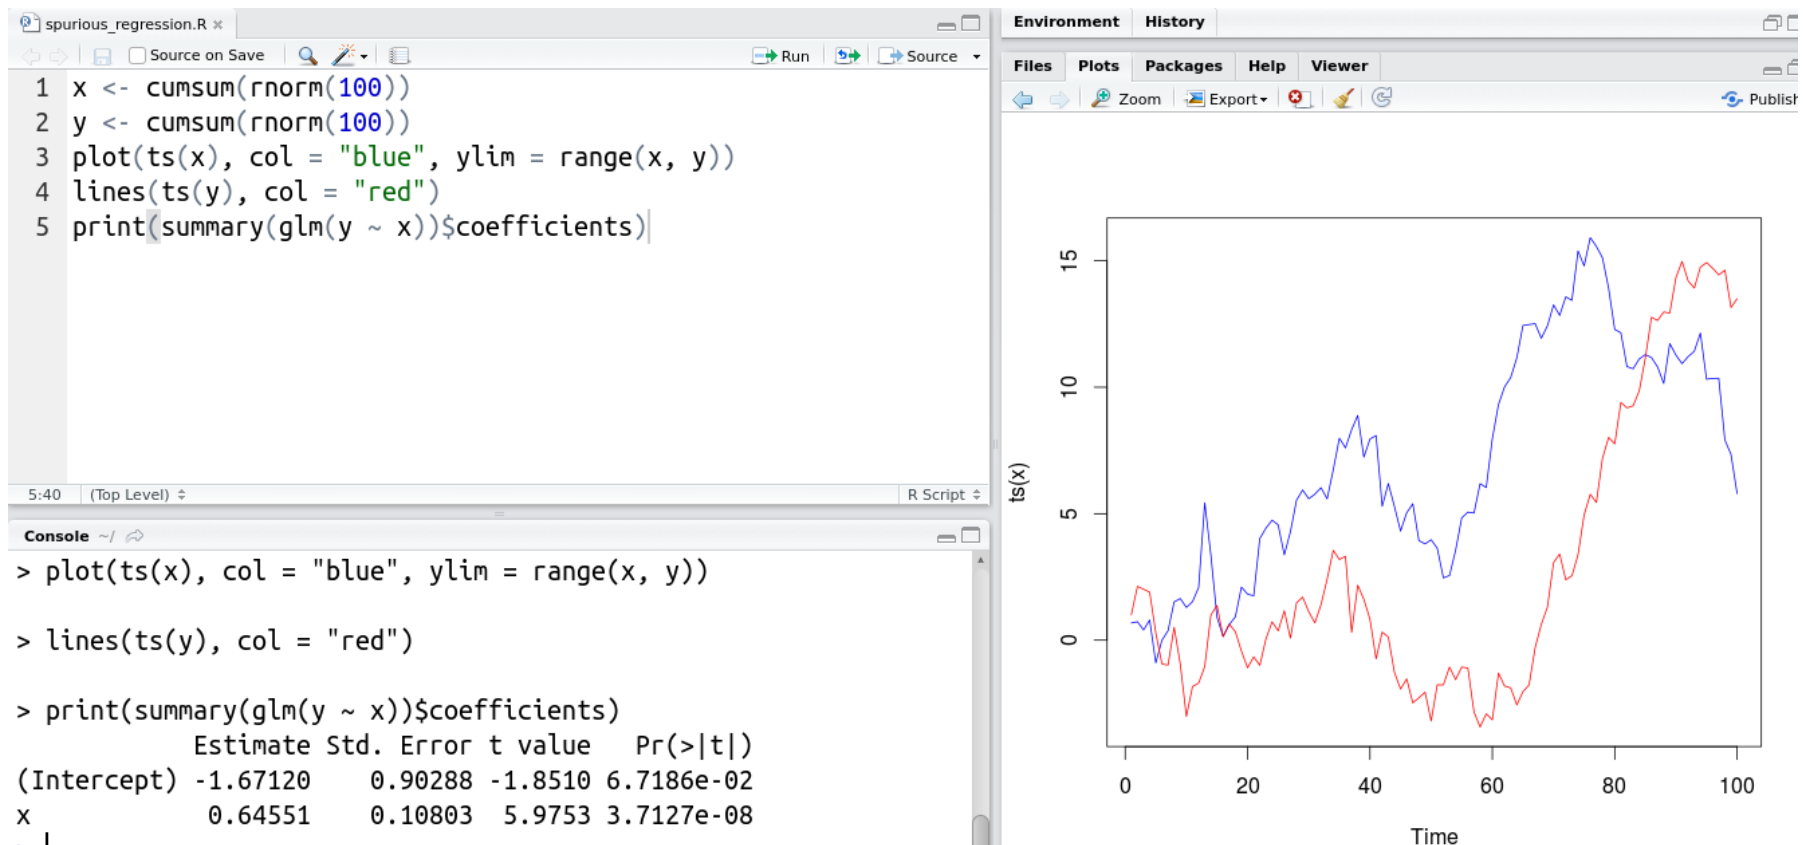 spurious_regression.R
Source on Save
Run
Source
1 x <- cumsum(rnorm(100))
2 y <- cumsum(rnorm(100))
3 plot(ts(x), col = "blue", ylim = range(x, y))
4 lines(ts(y), col = "red")
5 print(summary(glm(y ~ x))$coefficients)
5:40 (Top Level) R Script
Console ~/
> plot(ts(x), col = "blue", ylim = range(x, y))
> lines(ts(y), col = "red")
> print(summary(glm(y ~ x))$coefficients)
Estimate Std. Error t value Pr(>|t|)
(Intercept) -1.67120 0.90288 -1.8510 6.7186e-02
x 0.64551 0.10803 5.9753 3.7127e-08
Environment History
Files Plots Packages Help Viewer
Zoom Export Publish
ts(x)
15
10
5
0
0 20 40 60 80 100
Time